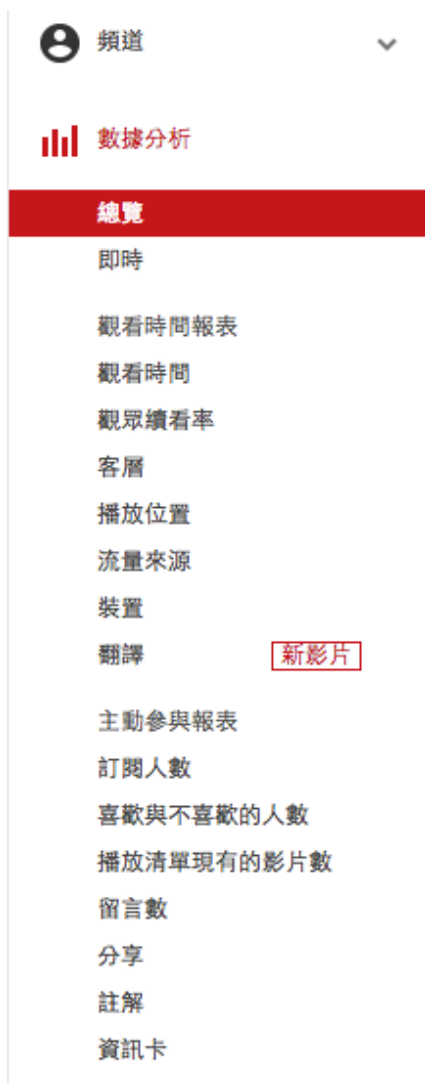 頻道
數據分析
總覽
即時
觀看時間報表
觀看時間
觀眾續看率
客層
播放位置
流量來源
裝置
翻譯 新影片
主動參與報表
訂閱人數
喜歡與不喜歡的人數
播放清單現有的影片數
留言數
分享
註解
資訊卡